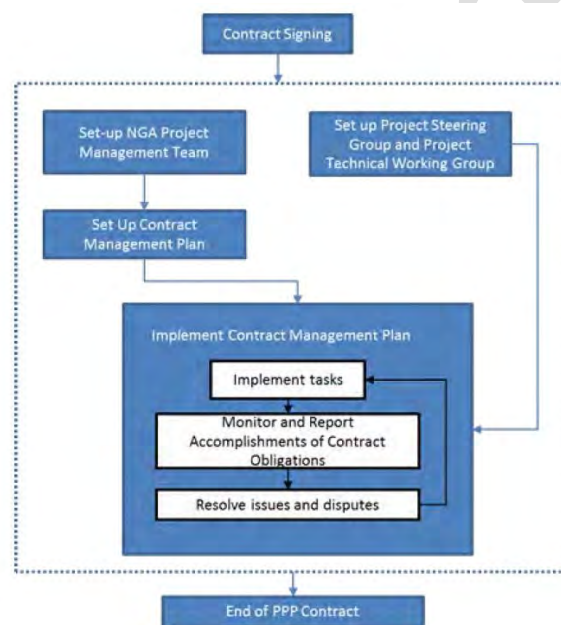 Contract Signing
Set-up NGA Project
Management Team
Set up Project Steering
Group and Project
Technical Working Group
Set Up Contract
Management Plan
Implement Contract Management Plan
Implement tasks
Monitor and Report
Accomplishments of Contract
Obligations
Resolve issues and disputes
End of PPP Contract